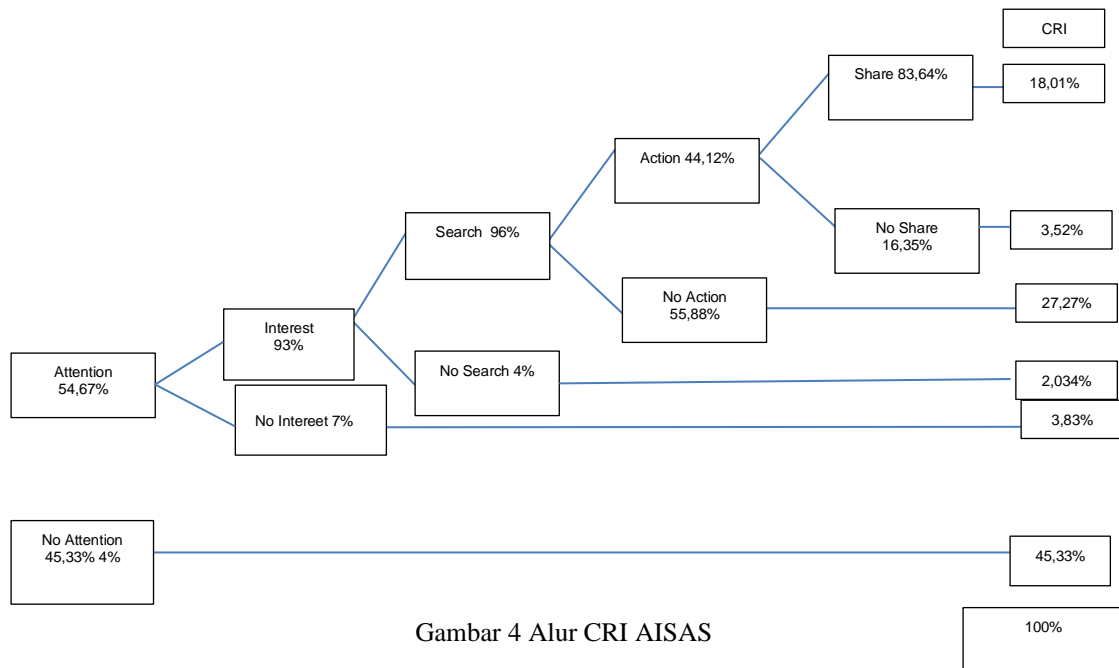 CRI
Share 83,64%
18,01%
Action 44,12%
No Share
16,35%
3,52%
Search 96%
No Action
55,88%
27,27%
Interest
93%
No Search 4%
2,034%
Attention
54,67%
No Intereet 7%
3,83%
No Attention
45,33% 4%
45,33%
Gambar 4 Alur CRI AISAS
100%